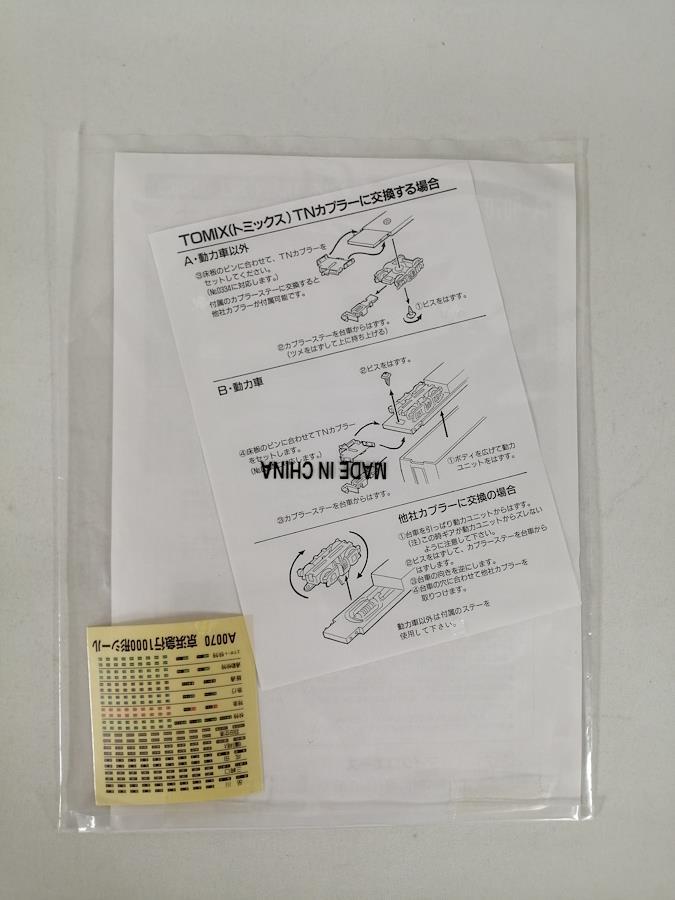 TOMIX(トミックス)TNカプラーに交換する場合
A・動力車以外
③床板のピンに合わせて、TNカプラーを
セットしてください。
(№0334に対応します。)
付属のカプラーステーに交換すると
他社カプラーが付属可能です。
①ビスをはずす。
②カプラーステーを台車からはずす。
(ツメをはずして上に持ち上げる)
B・動力車
②ビスをはずす。
④床板のピンに合わせてTNカプラー
をセットします。
MADE IN CHINA
①ボディを広げて動力
ユニットをはずす。
③カプラーステーを台車からはずす。
他社カプラーに交換の場合
①台車を引っぱり動力ユニットからはずす。
(注)この時ギアが動力ユニットからズレない
ように注意して下さい。
②ビスをはずして、カプラーステーを台車から
はずします。
③台車の向きを逆にします。
④台車の穴に合わせて他社カプラーを
取りつけます。
動力車以外は付属のステーを
使用して下さい。
A0070 京浜急行1000形シール